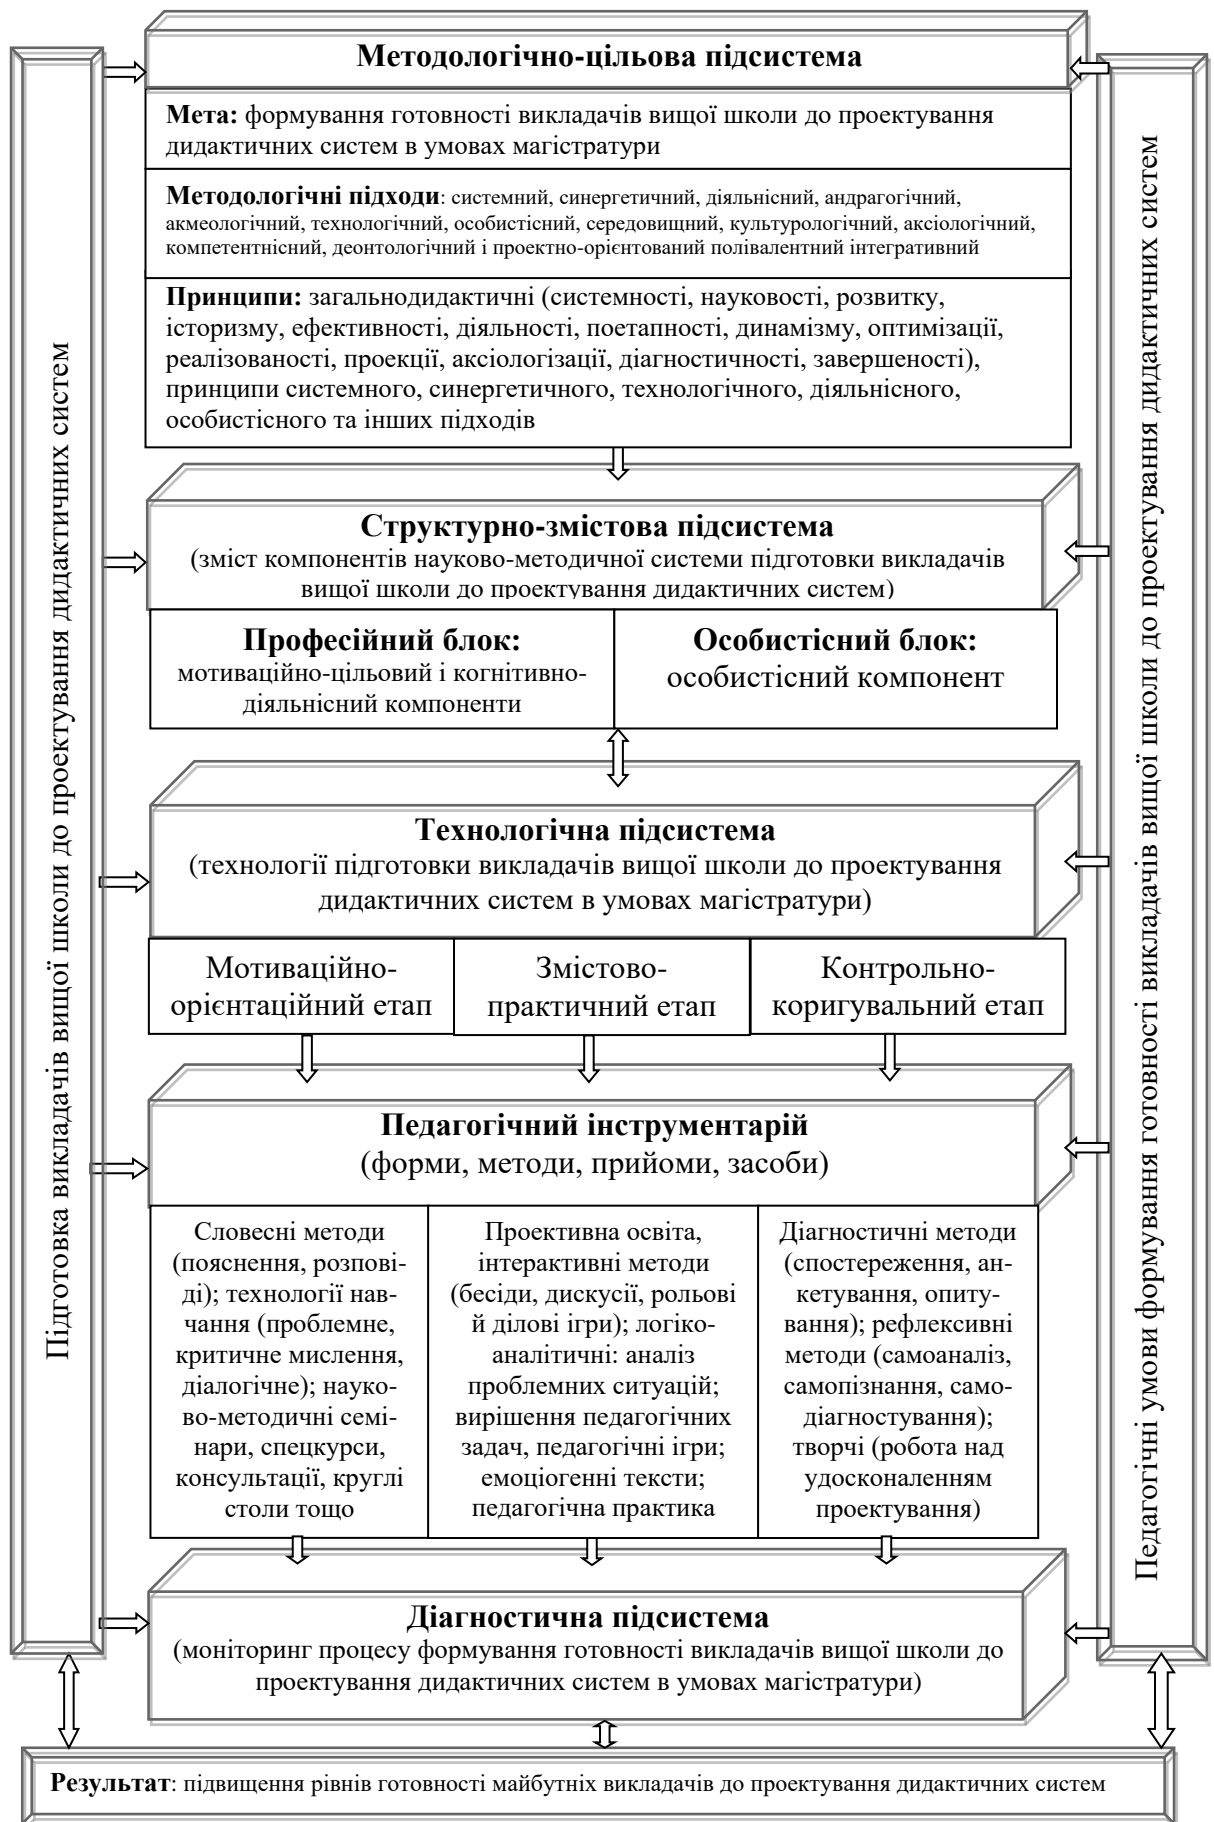 Підготовка викладачів вищої школи до проектування дидактичних систем
Методологічно-цільова підсистема
Мета: формування готовності викладачів вищої школи до проектування
дидактичних систем в умовах магістратури
Методологічні підходи: системний, синергетичний, діяльнісний, андрагогічний,
акмеологічний, технологічний, особистісний, середовищний, культурологічний, аксіологічний,
компетентнісний, деонтологічний і проектно-орієнтований полівалентний інтегративний
Принципи: загальнодидактичні (системності, науковості, розвитку,
історизму, ефективності, діяльності, поетапності, динамізму, оптимізації,
реалізованості, проекції, аксіологізації, діагностичності, завершеності),
принципи системного, синергетичного, технологічного, діяльнісного,
особистісного та інших підходів
Структурно-змістова підсистема
(зміст компонентів науково-методичної системи підготовки викладачів
вищої школи до проектування дидактичних систем)
Професійний блок:
мотиваційно-цільовий і когнітивно-
діяльнісний компоненти
Особистісний блок:
особистісний компонент
Технологічна підсистема
(технології підготовки викладачів вищої школи до проектування
дидактичних систем в умовах магістратури)
Мотиваційно-
орієнтаційний етап
Змістово-
практичний етап
Контрольно-
коригувальний етап
Педагогічний інструментарій
(форми, методи, прийоми, засоби)
Словесні методи
(пояснення, розпові-
ді); технології нав-
чання (проблемне,
критичне мислення,
діалогічне); науко-
во-методичні семі-
нари, спецкурси,
консультації, круглі
столи тощо
Проективна освіта,
інтерактивні методи
(бесіди, дискусії, рольові
й ділові ігри); логіко-
аналітичні: аналіз
проблемних ситуацій;
вирішення педагогічних
задач, педагогічні ігри;
емоціогенні тексти;
педагогічна практика
Діагностичні методи
(спостереження, ан-
кетування, опиту-
вання); рефлексивні
методи (самоаналіз,
самопізнання, само-
діагностування);
творчі (робота над
удосконаленням
проектування)
Діагностична підсистема
(моніторинг процесу формування готовності викладачів вищої школи до
проектування дидактичних систем в умовах магістратури)
Педагогічні умови формування готовності викладачів вищої школи до проектування дидактичних систем
Результат: підвищення рівнів готовності майбутніх викладачів до проектування дидактичних систем